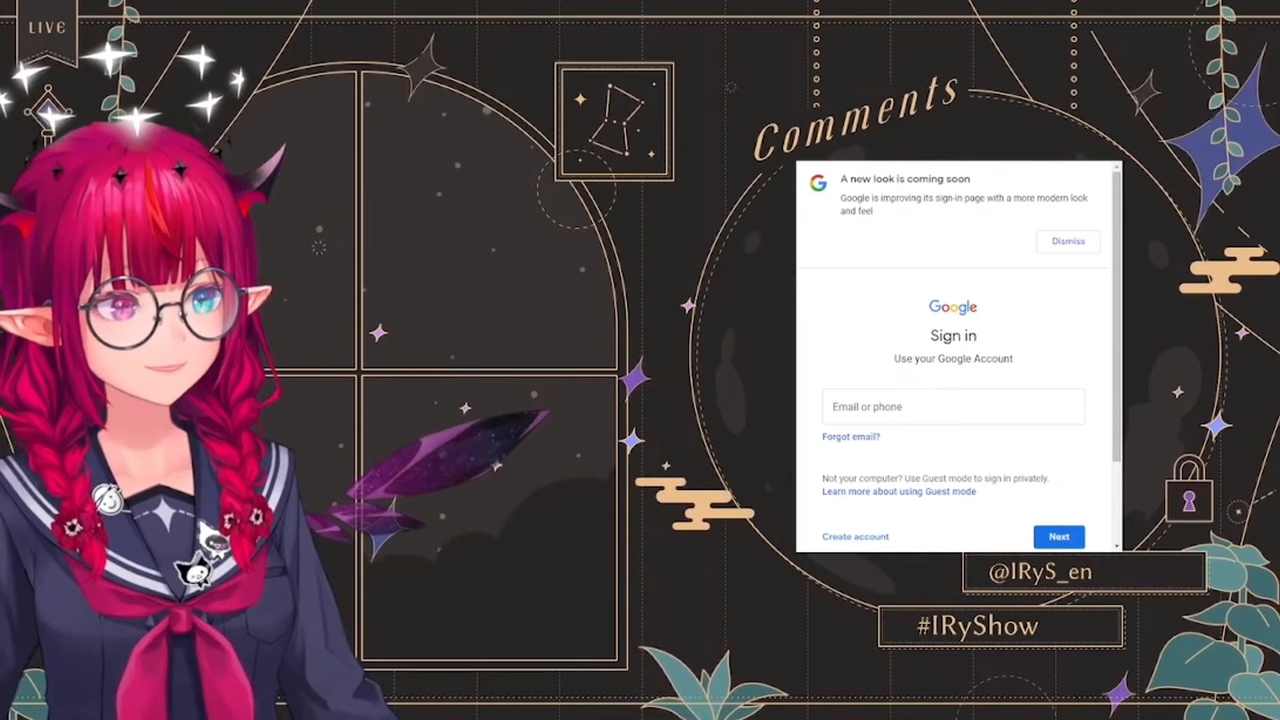 LIVE
Comments
A new look is coming soon
Google is improving its sign-in page with a more modern look
and feel
Dismiss
Google
Sign in
Use your Google Account
Email or phone
Forgot email?
Not your computer? Use Guest mode to sign in privately.
Learn more about using Guest mode
Create account
Next
@IRyS_en
#IRyShow